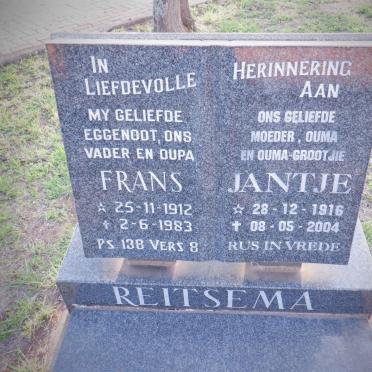 IN
LIEFDEVOLLE
MY GELIEFDE
EGGENOOT, ONS
VADER EN OUPA
FRANS
☆ 25-11-1912
✝ 2-6-1983
PS 138 VERS 8
HERINNERING
AAN
ONS GELIEFDE
MOEDER, OUMA
EN OUMA-GROOTJIE
JANTJE
☆ 28-12-1916
✝ 08-05-2004
RUS IN VREDE
REITSEMA